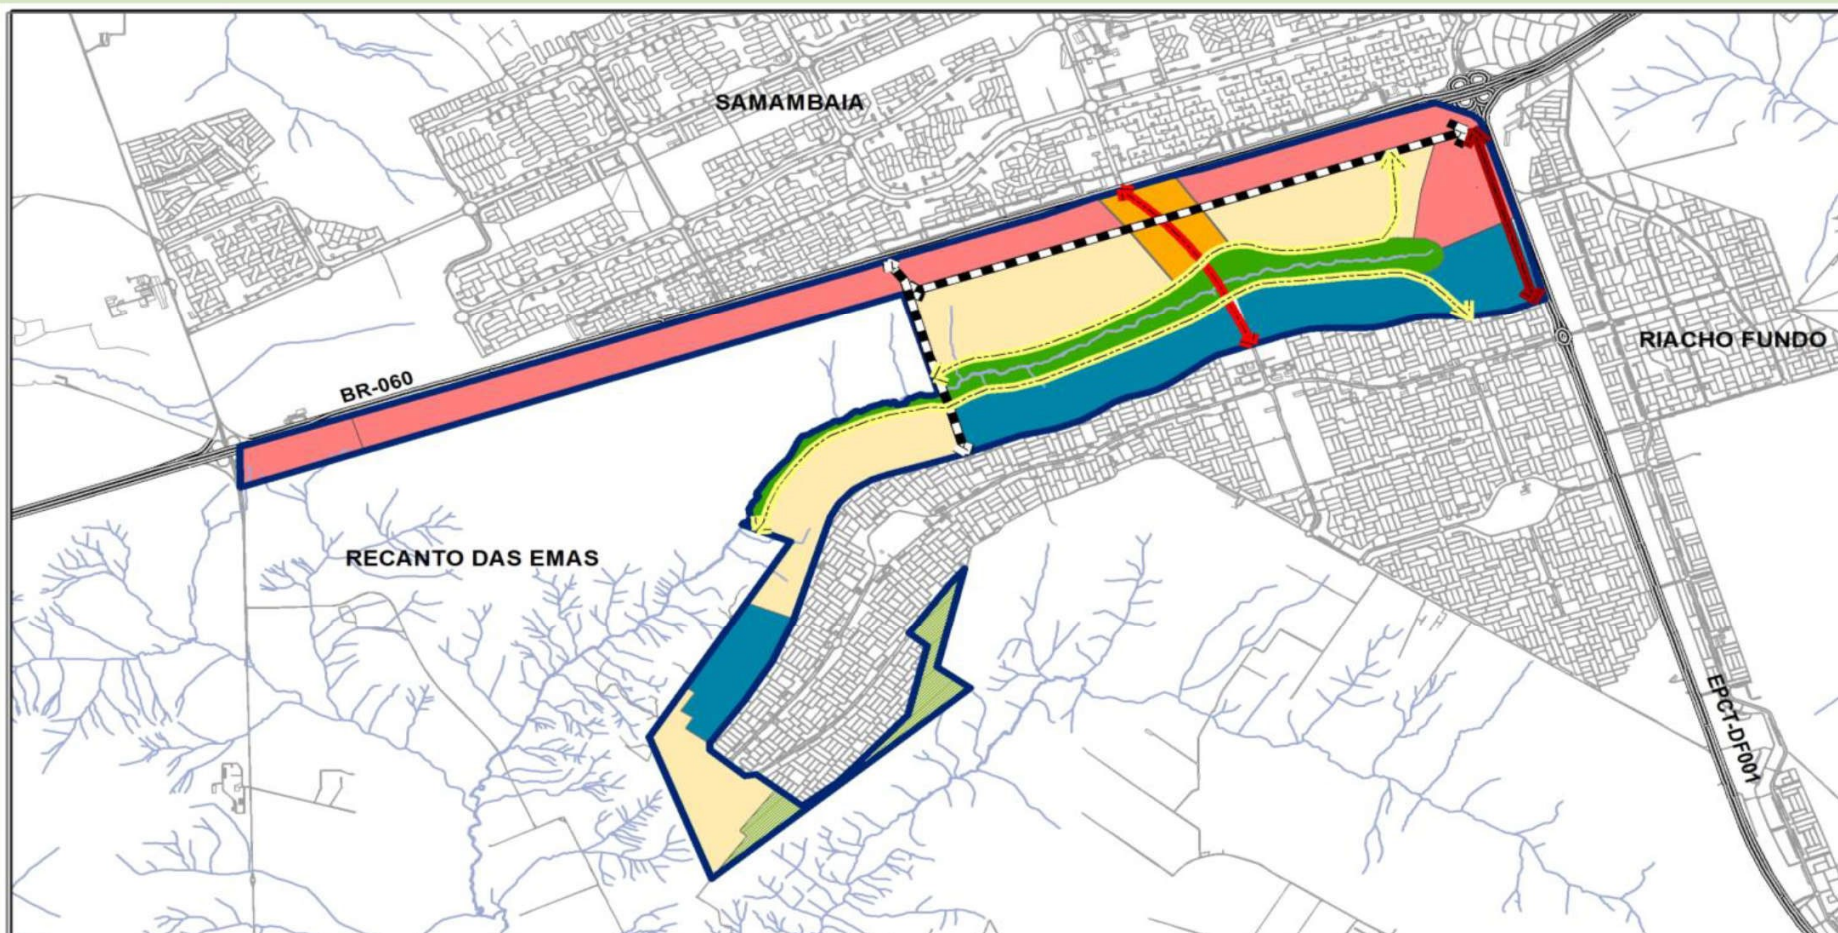 SAMAMBAIA
RIACHO FUNDO
BR-060
RECANTO DAS EMAS
EPCT-DF001